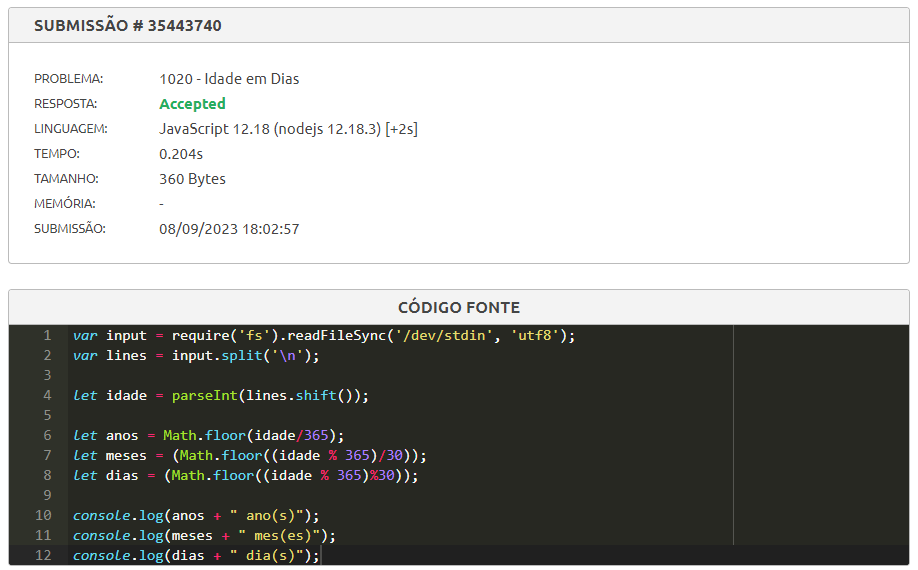 SUBMISSÃO # 35443740
PROBLEMA: 1020 - Idade em Dias
RESPOSTA: Accepted
LINGUAGEM: JavaScript 12.18 (nodejs 12.18.3) [+2s]
TEMPO: 0.204s
TAMANHO: 360 Bytes
MEMÓRIA: -
SUBMISSÃO: 08/09/2023 18:02:57
CÓDIGO FONTE
1 var input = require('fs').readFileSync('/dev/stdin', 'utf8');
2 var lines = input.split('\n');
3
4 let idade = parseInt(lines.shift());
5
6 let anos = Math.floor(idade/365);
7 let meses = (Math.floor((idade % 365)/30));
8 let dias = (Math.floor((idade % 365)%30));
9
10 console.log(anos + " ano(s)");
11 console.log(meses + " mes(es)");
12 console.log(dias + " dia(s)");